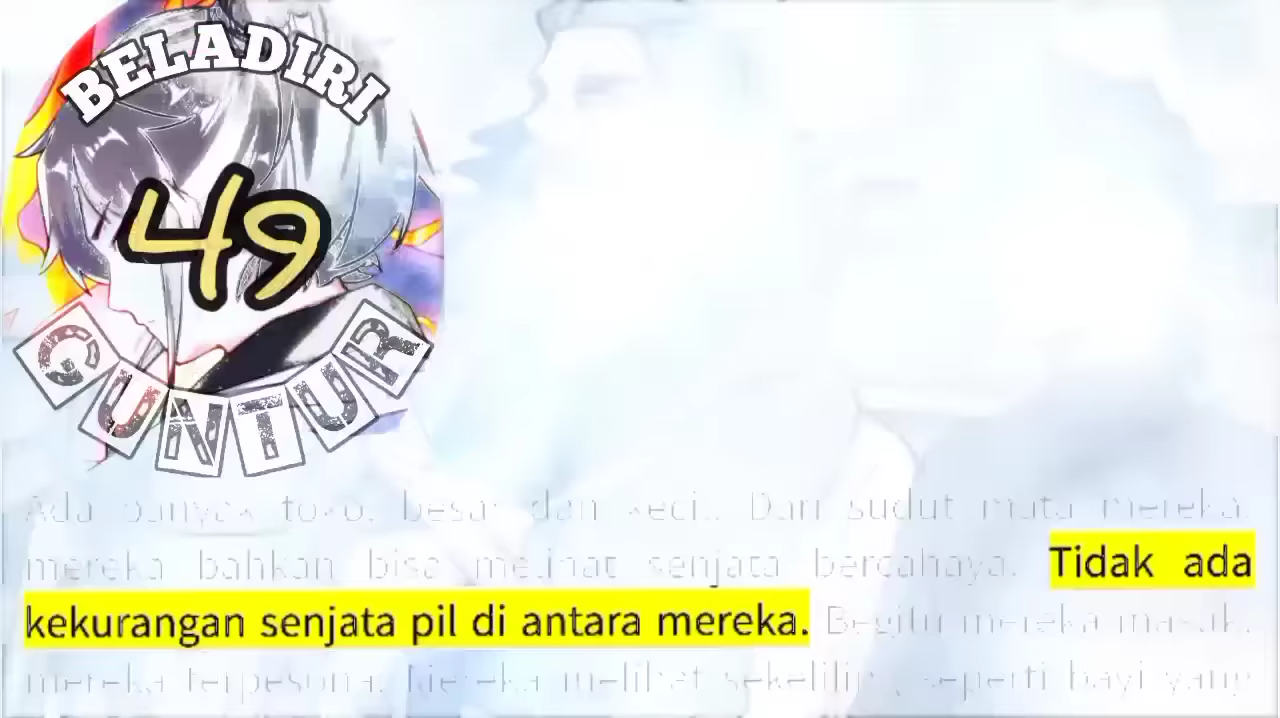 BELADIRI
49
GUNTUR
Ada banyak toko, besar dan kecil. Dari sudut mata mereka,
mereka bahkan bisa melihat senjata bercahaya. Tidak ada
kekurangan senjata pil di antara mereka. Begitu mereka masuk,
mereka terpesona. Mereka melihat sekeliling seperti bayi yang